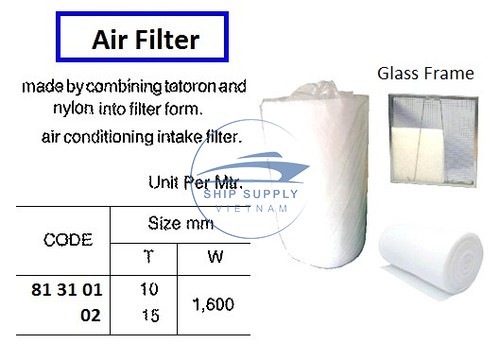 Air Filter
made by combining tetoron and
nylon into filter form.
air conditioning intake filter.
Unit Per Mtr.
Glass Frame
SHIP SUPPLY
VIETNAM
CODE
Size mm
T
W
81 31 01
10
1,600
02
15